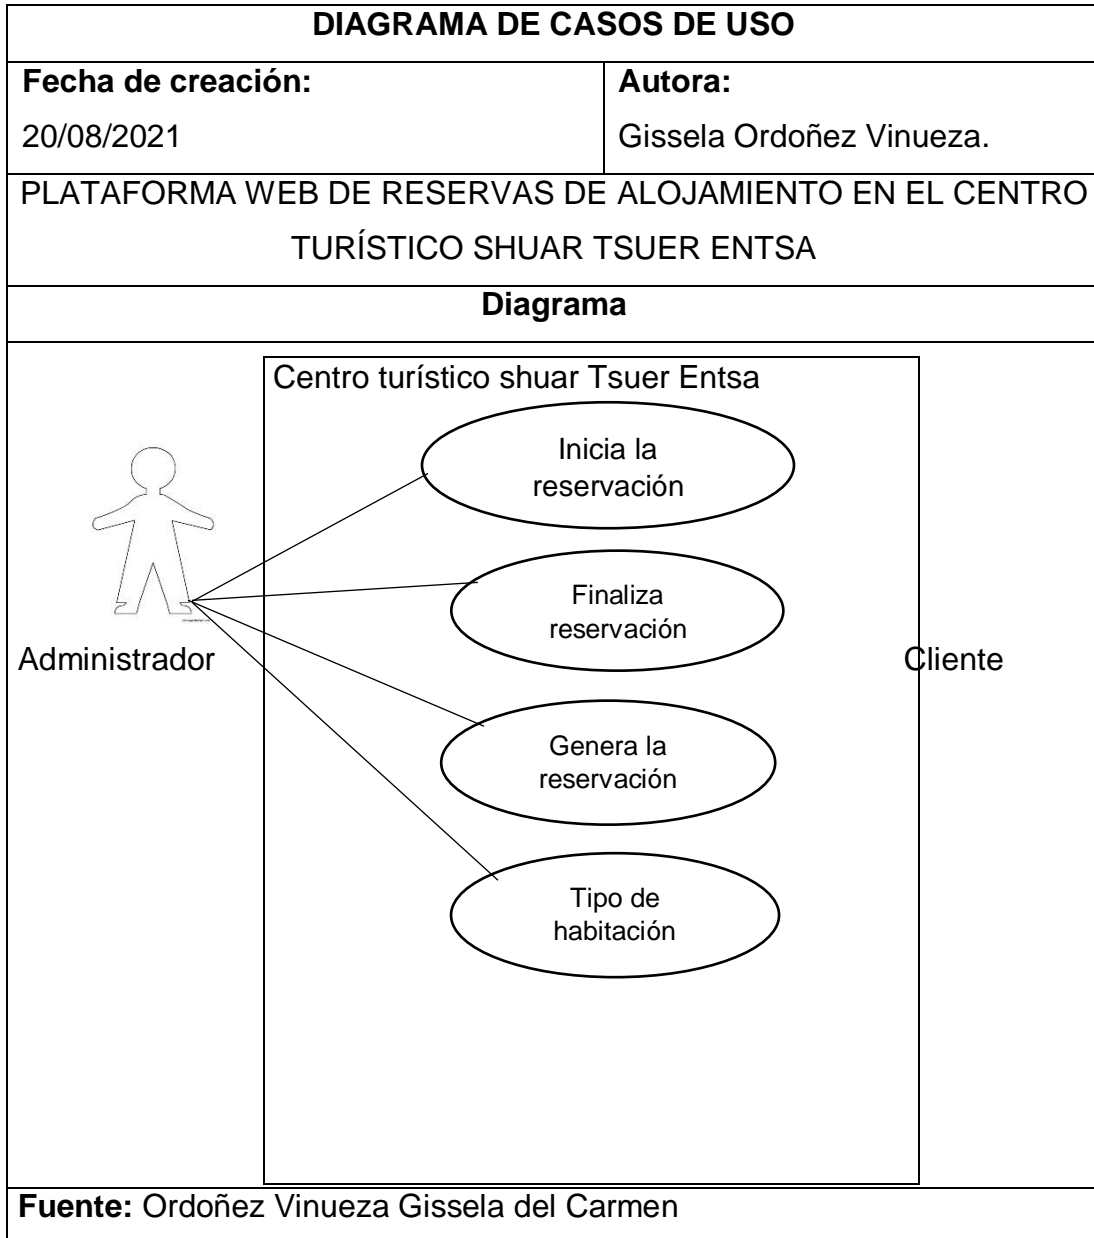 DIAGRAMA DE CASOS DE USO
Fecha de creación:
20/08/2021
Autora:
Gissela Ordoñez Vinueza.
PLATAFORMA WEB DE RESERVAS DE ALOJAMIENTO EN EL CENTRO
TURÍSTICO SHUAR TSUER ENTSA
Diagrama
Centro turístico shuar Tsuer Entsa
Inicia la
reservación
Finaliza
reservación
Administrador
Cliente
Genera la
reservación
Tipo de
habitación
Fuente: Ordoñez Vinueza Gissela del Carmen